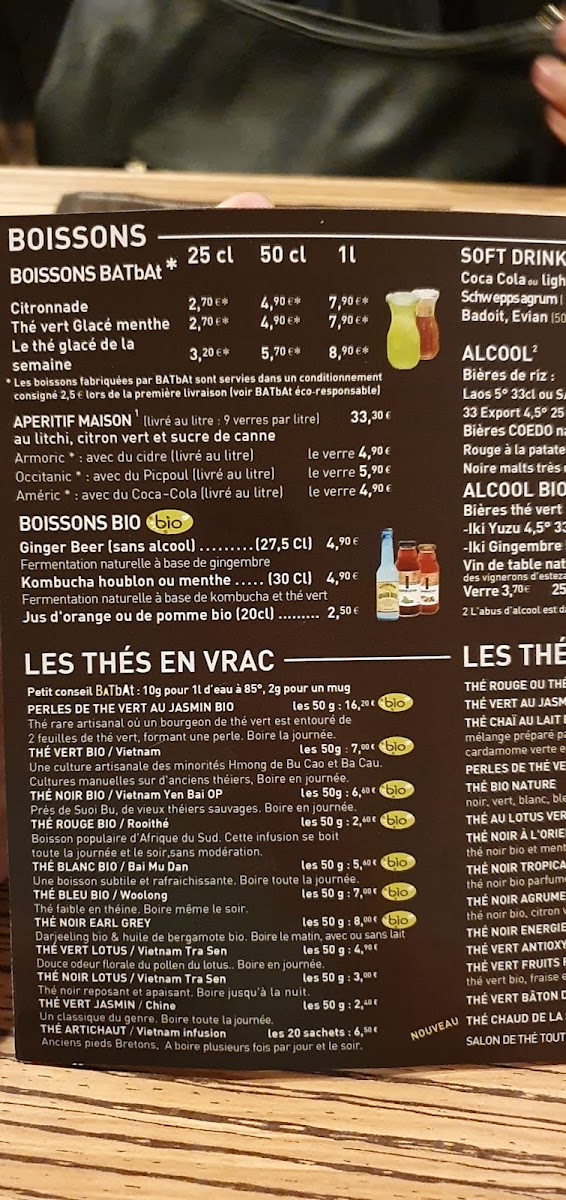 BOISSONS
25 cl 50 cl 1l
BOISSONS BATbAt *
Citronnade 2,70 €* 4,90 €* 7,90 €*
Thé vert Glacé menthe 2,70 €* 4,90 €* 7,90 €*
Le thé glacé de la
semaine 3,20 €* 5,70 €* 8,90 €*
* Les boissons fabriquées par BATbAt sont servies dans un conditionnement
consigné 2,5 € lors de la première livraison (voir BATbAt éco-responsable)
APERITIF MAISON 1 (livré au litre : 9 verres par litre) 33,30 €
au litchi, citron vert et sucre de canne
Armoric * : avec du cidre (livré au litre) le verre 4,90 €
Occitanic * : avec du Picpoul (livré au litre) le verre 5,90 €
Améric * : avec du Coca-Cola (livré au litre) le verre 4,90 €
BOISSONS BIO bio
Ginger Beer (sans alcool) ......... (27,5 Cl) 4,90 €
Fermentation naturelle à base de gingembre
Kombucha houblon ou menthe ..... (30 Cl) 4,90 €
Fermentation naturelle à base de kombucha et thé vert
Jus d'orange ou de pomme bio (20cl) ......... 2,50 €
LES THÉS EN VRAC
Petit conseil BATbAt : 10g pour 1l d'eau à 85°, 2g pour un mug
PERLES DE THE VERT AU JASMIN BIO les 50 g : 16,20 € bio
Thé rare artisanal où un bourgeon de thé vert est entouré de
2 feuilles de thé vert, formant une perle. Boire la journée.
THÉ VERT BIO / Vietnam les 50g : 7,00 € bio
Une culture artisanale des minorités Hmong de Bu Cao et Ba Cau.
Cultures manuelles sur d'anciens théiers, Boire en journée.
THÉ NOIR BIO / Vietnam Yen Bai OP les 50g : 6,60 € bio
Prés de Suoi Bu, de vieux théiers sauvages. Boire en journée.
THÉ ROUGE BIO / Rooithé les 50 g : 2,60 € bio
Boisson populaire d'Afrique du Sud. Cette infusion se boit
toute la journée et le soir,sans modération.
THÉ BLANC BIO / Bai Mu Dan les 50 g : 5,40 € bio
Une boisson subtile et rafraichissante. Boire toute la journée.
THÉ BLEU BIO / Woolong les 50 g : 7,00 € bio
Thé faible en théine. Boire même le soir.
THÉ NOIR EARL GREY les 50 g : 8,00 € bio
Darjeeling bio & huile de bergamote bio. Boire le matin, avec ou sans lait
THÉ VERT LOTUS / Vietnam Tra Sen les 50 g : 4,90 €
Douce odeur florale du pollen du lotus.. Boire en journée.
THÉ NOIR LOTUS / Vietnam Tra Sen les 50 g : 3,00 €
Thé noir reposant et apaisant. Boire jusqu'à la nuit.
THÉ VERT JASMIN / Chine les 50 g : 2,40 €
Un classique du genre. Boire toute la journée.
THÉ ARTICHAUT / Vietnam infusion les 20 sachets : 6,50 €
Anciens pieds Bretons, A boire plusieurs fois par jour et le soir.
SOFT DRINK
Coca Cola ou ligh
Schweppsagrum (
Badoit, Evian (50
ALCOOL 2
Bières de riz :
Laos 5° 33cl ou S
33 Export 4,5° 25
Bières COEDO na
Rouge à la patate
Noire malts très
ALCOOL BIO
Bières thé vert
-Iki Yuzu 4,5° 33
-Iki Gingembre
Vin de table nat
des vignerons d'esteza
Verre 3,70€ 25
2 L'abus d'alcool est da
LES THÉ
THÉ ROUGE OU THÉ
THÉ VERT AU JASM
THÉ CHAÏ AU LAIT
mélange préparé pa
cardamome verte e
PERLES DE THÉ VE
THÉ BIO NATURE
noir, vert, blanc, ble
THÉ AU LOTUS VER
THÉ NOIR À L'ORIE
thé noir bio et ment
THÉ NOIR TROPICA
thé noir bio parfum
THÉ NOIR AGRUME
thé noir bio, citron v
THÉ NOIR ENERGIE
THÉ VERT ANTIOXY
THÉ VERT FRUITS
thé vert bio, fraise e
THÉ VERT BÂTON D
NOUVEAU THÉ CHAUD DE LA
SALON DE THÉ TOUT